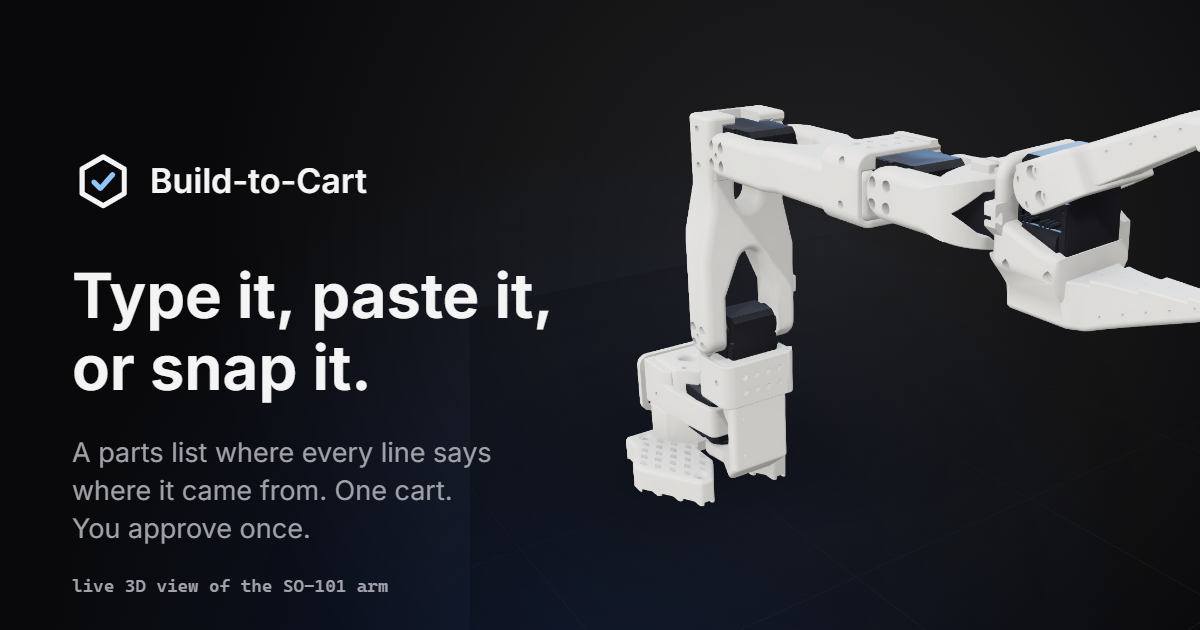 Build-to-Cart
Type it, paste it,
or snap it.
A parts list where every line says
where it came from. One cart.
You approve once.
live 3D view of the SO-101 arm